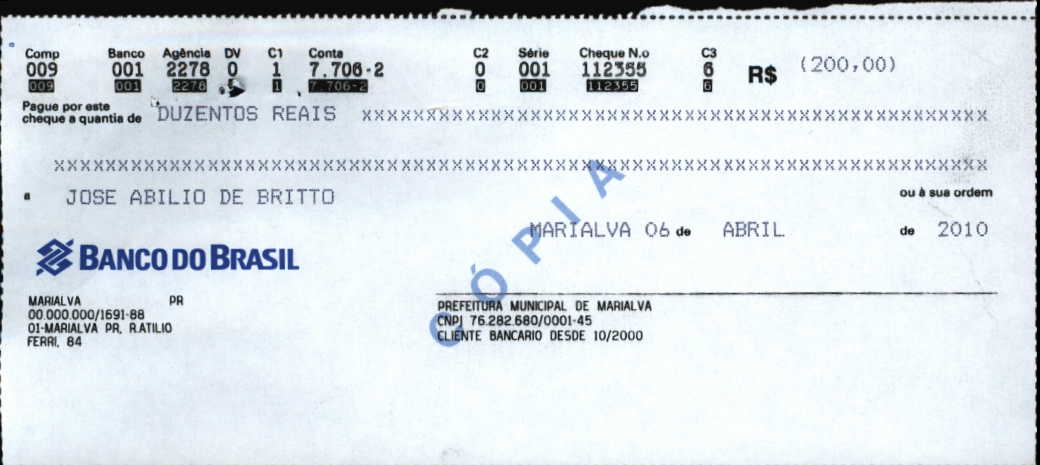 Comp Banco Agência DV C1 Conta C2 Série Cheque N.o C3
009 001 2278 0 1 7.706-2 0 001 112355 6 R$ (200,00)
009 001 2278 1 7.706-2 0 001 112355 6
Pague por este
cheque a quantia de DUZENTOS REAIS XXXXXXXXXXXXXXXXXXXXXXXXXXXXXXXXXXXXXXXXXXXXXXXXX
XXXXXXXXXXXXXXXXXXXXXXXXXXXXXXXXXXXXXXXXXXXXXXXXXXXXXXXXXXXXXXXXXXXXXXXXX
a JOSE ABILIO DE BRITTO ou à sua ordem
MARIALVA 06 de ABRIL de 2010
CÓPIA
BANCO DO BRASIL
MARIALVA PR
00.000.000/1691-88
01-MARIALVA PR, R.ATILIO
FERRI, 84
PREFEITURA MUNICIPAL DE MARIALVA
CNPJ 76.282.680/0001-45
CLIENTE BANCARIO DESDE 10/2000